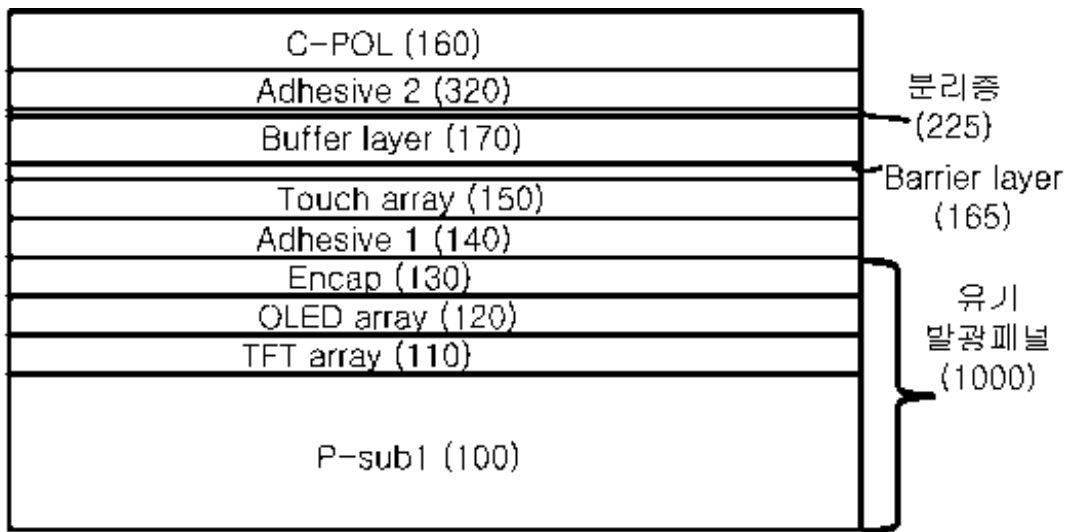 C-POL (160)
Adhesive 2 (320)
분리증
(225)
Buffer layer (170)
Barrier layer
(165)
Touch array (150)
Adhesive 1 (140)
Encap (130)
OLED array (120)
TFT array (110)
유기
발광패널
(1000)
P-sub1 (100)